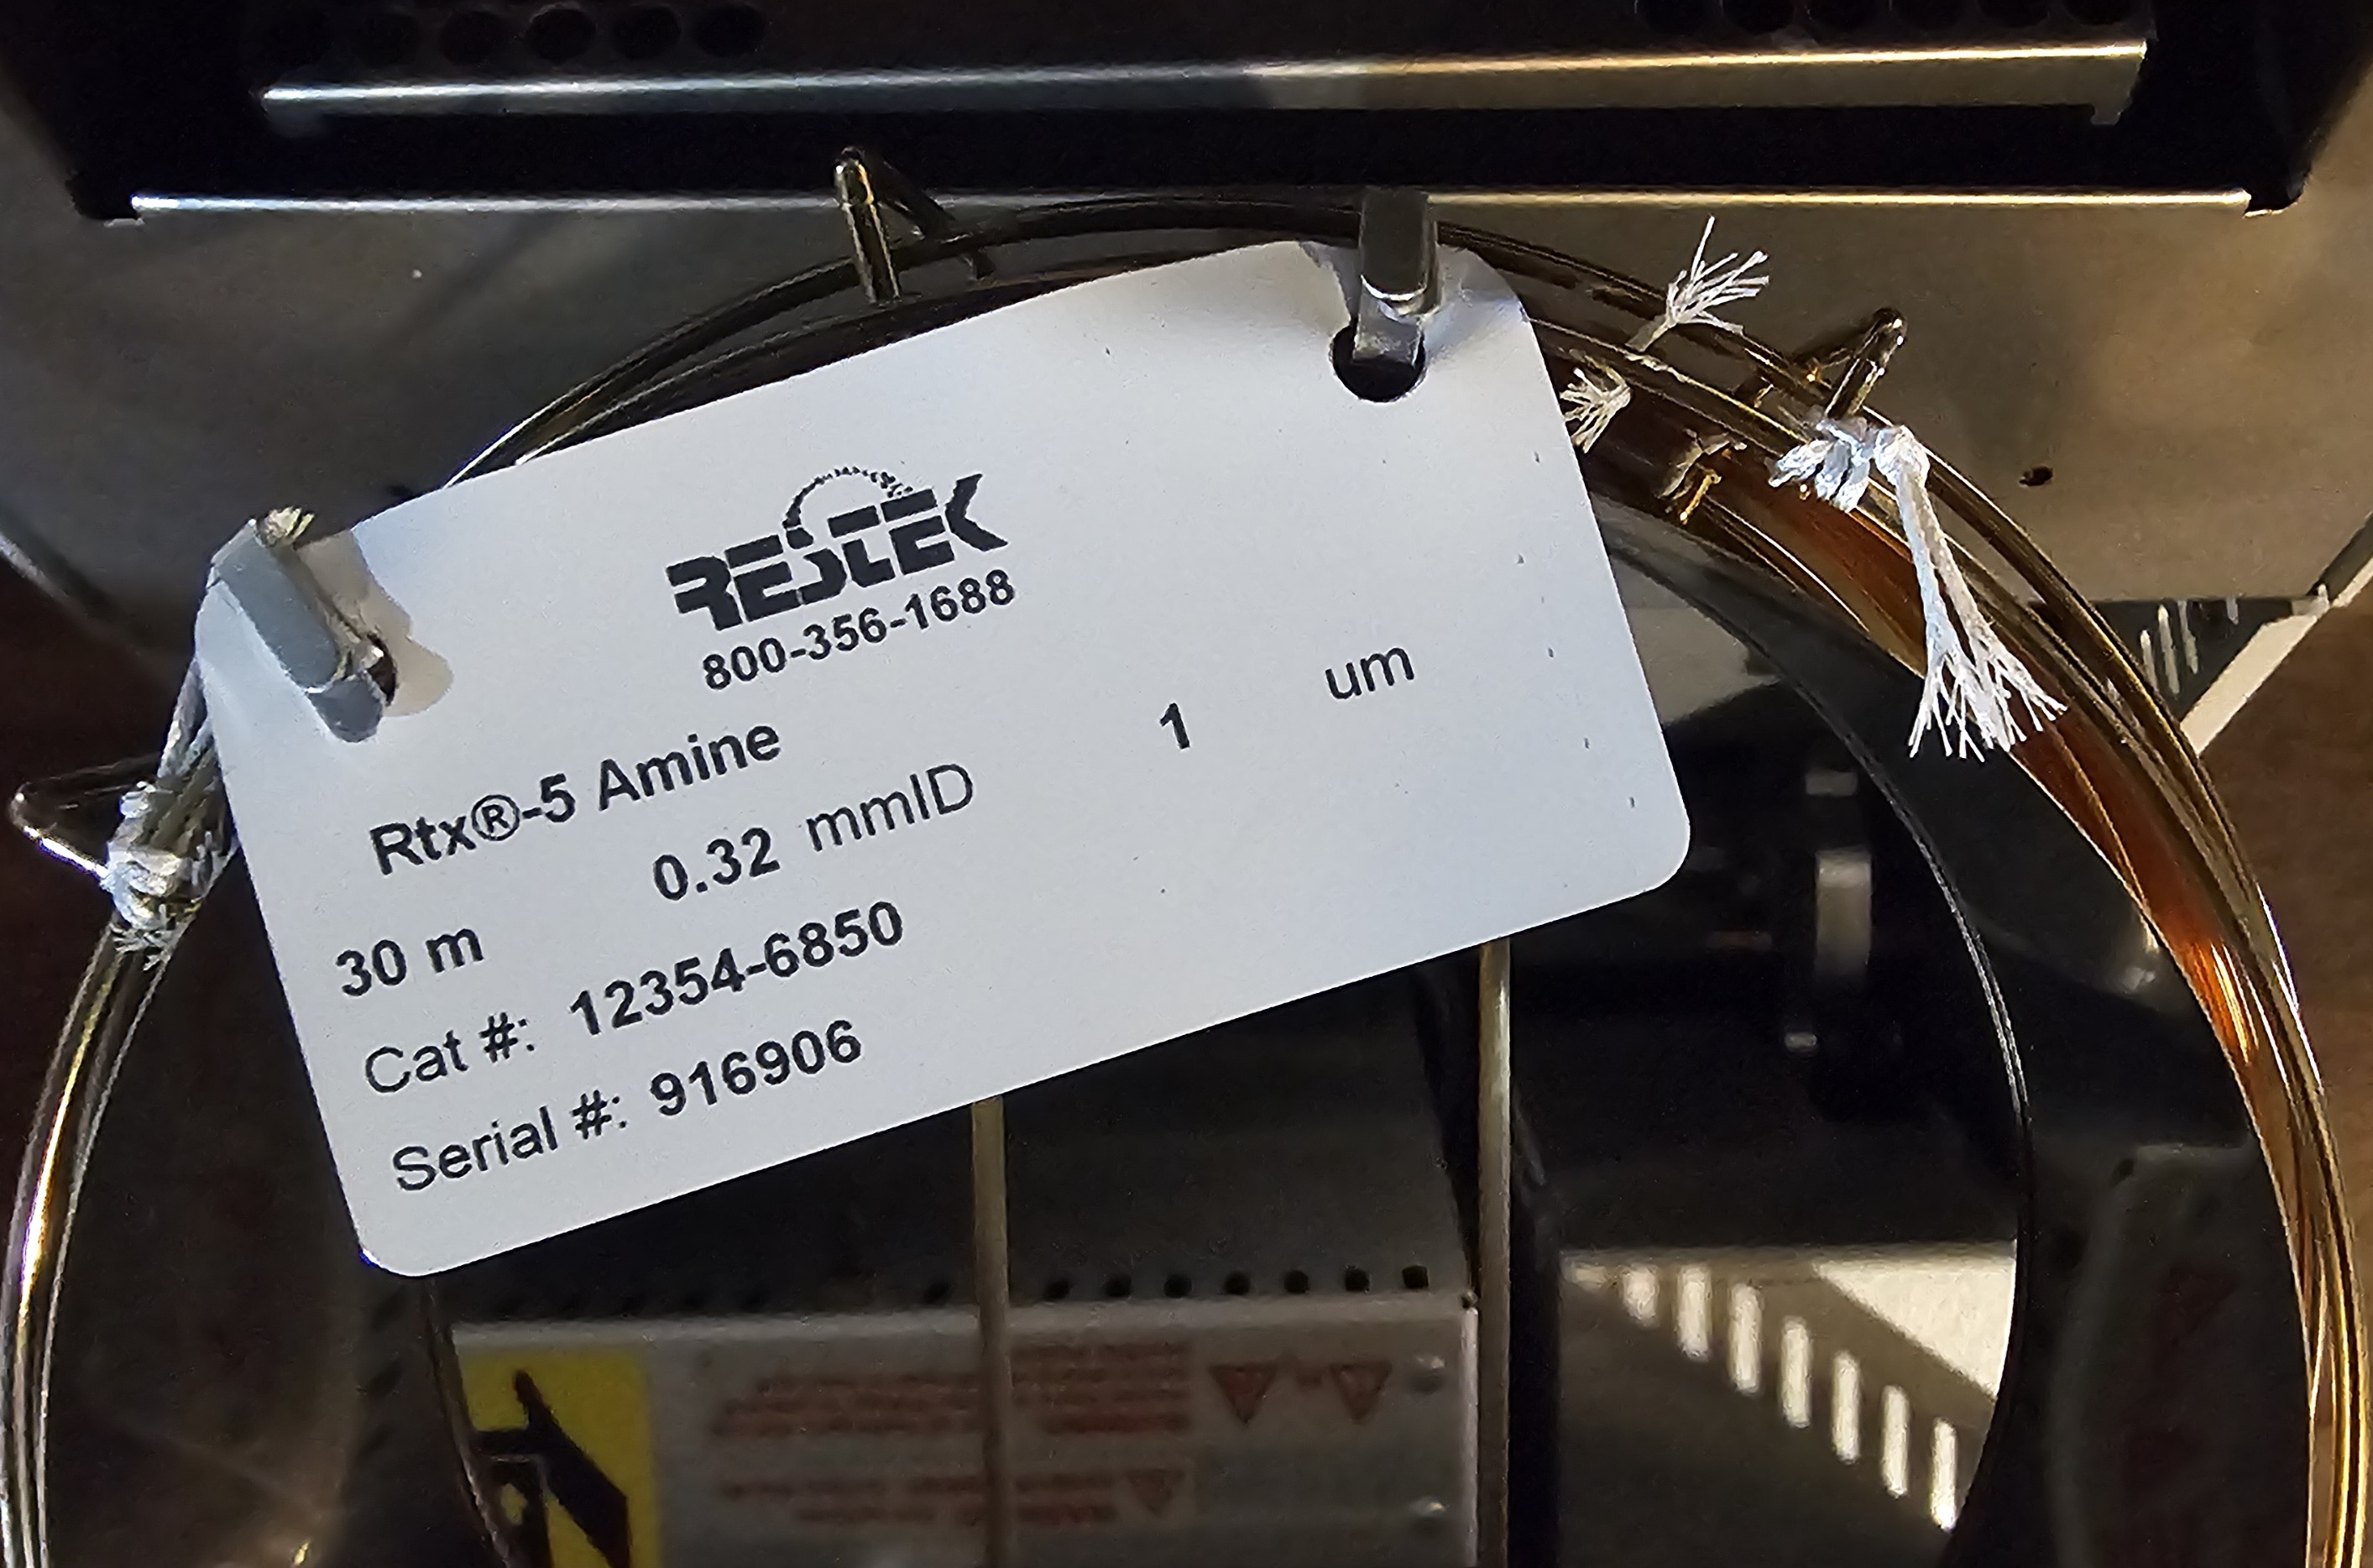 RESTEK
800-356-1688
Rtx®-5 Amine
30 m 0.32 mmID 1 um
Cat #: 12354-6850
Serial #: 916906